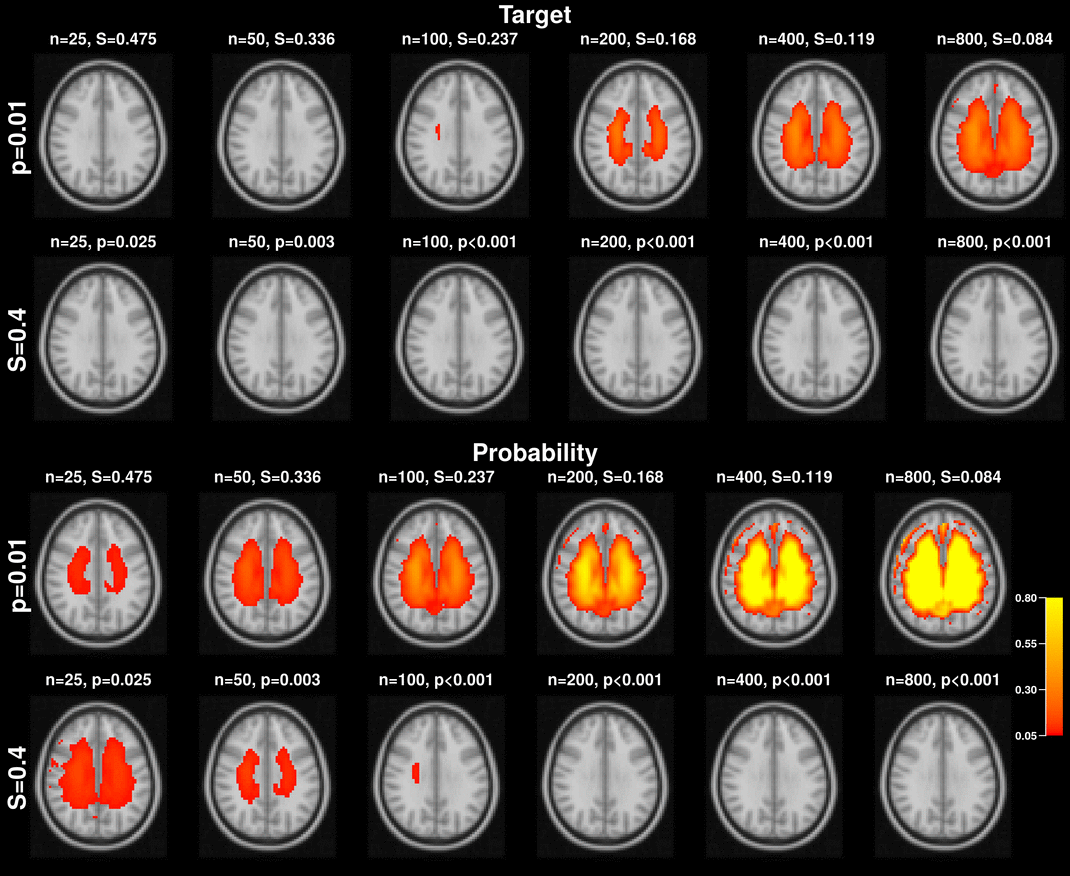 Target
n=25, S=0.475 n=50, S=0.336 n=100, S=0.237 n=200, S=0.168 n=400, S=0.119 n=800, S=0.084
p=0.01
n=25, p=0.025 n=50, p=0.003 n=100, p<0.001 n=200, p<0.001 n=400, p<0.001 n=800, p<0.001
S=0.4
Probability
n=25, S=0.475 n=50, S=0.336 n=100, S=0.237 n=200, S=0.168 n=400, S=0.119 n=800, S=0.084
p=0.01
0.80
0.55
0.30
0.05
n=25, p=0.025 n=50, p=0.003 n=100, p<0.001 n=200, p<0.001 n=400, p<0.001 n=800, p<0.001
S=0.4